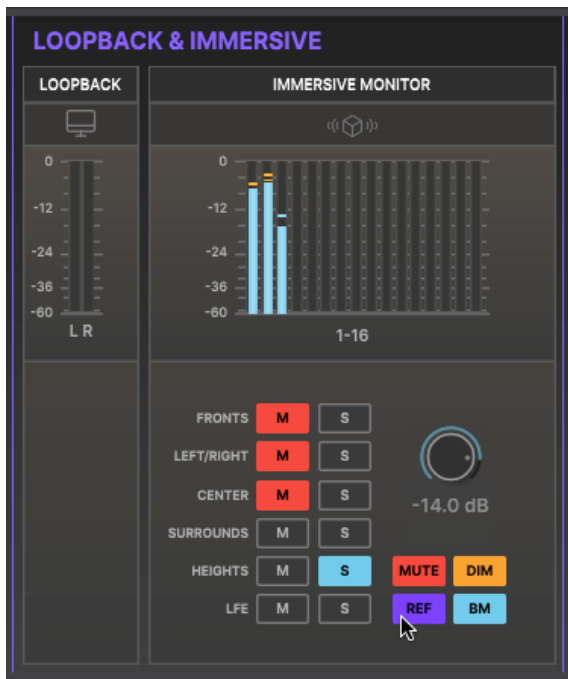 LOOPBACK & IMMERSIVE
LOOPBACK
IMMERSIVE MONITOR
0
-12
-24
-36
-60
L R
0
-12
-24
-36
-60
1-16
FRONTS M S
LEFT/RIGHT M S
CENTER M S
-14.0 dB
SURROUNDS M S
HEIGHTS M S MUTE DIM
LFE M S REF BM